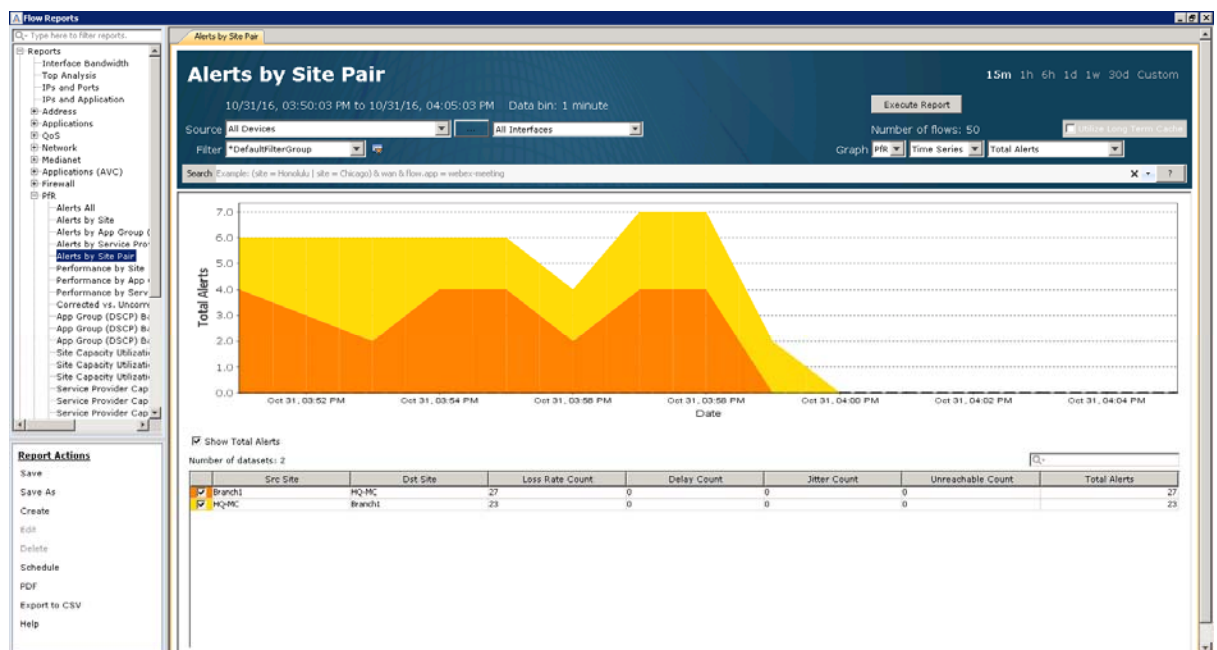 Flow Reports
Type here to filter reports.
Reports
Interface Bandwidth
Top Analysis
IPs and Ports
IPs and Application
Address
Applications
QoS
Network
Medianet
Applications (AVC)
Firewall
PfR
Alerts All
Alerts by Site
Alerts by App Group (
Alerts by Service Pro
Alerts by Site Pair
Performance by Site
Performance by App
Performance by Serv
Corrected vs. Uncorre
App Group (DSCP) Ba
App Group (DSCP) Ba
App Group (DSCP) Ba
Site Capacity Utilizati
Site Capacity Utilizati
Site Capacity Utilizati
Service Provider Cap
Service Provider Cap
Service Provider Cap
Report Actions
Save
Save As
Create
Edit
Delete
Schedule
PDF
Export to CSV
Help
Alerts by Site Pair
Alerts by Site Pair
15m 1h 6h 1d 1w 30d Custom
10/31/16, 03:50:03 PM to 10/31/16, 04:05:03 PM Data bin: 1 minute
Execute Report
Source All Devices ... All Interfaces
Number of flows: 50
Utilize Long Term Cache
Filter *DefaultFilterGroup
Graph PfR Time Series Total Alerts
Search Example: (site = Honolulu | site = Chicago) & wan & flow.app = webex-meeting X ?
7.0
6.0
5.0
4.0
3.0
2.0
1.0
0.0
Total Alerts
Oct 31, 03:52 PM Oct 31, 03:54 PM Oct 31, 03:56 PM Oct 31, 03:58 PM Oct 31, 04:00 PM Oct 31, 04:02 PM Oct 31, 04:04 PM
Date
Show Total Alerts
Number of datasets: 2
Src Site Dst Site Loss Rate Count Delay Count Jitter Count Unreachable Count Total Alerts
Branch1 HQ-MC 27 0 0 0 27
HQ-MC Branch1 23 0 0 0 23